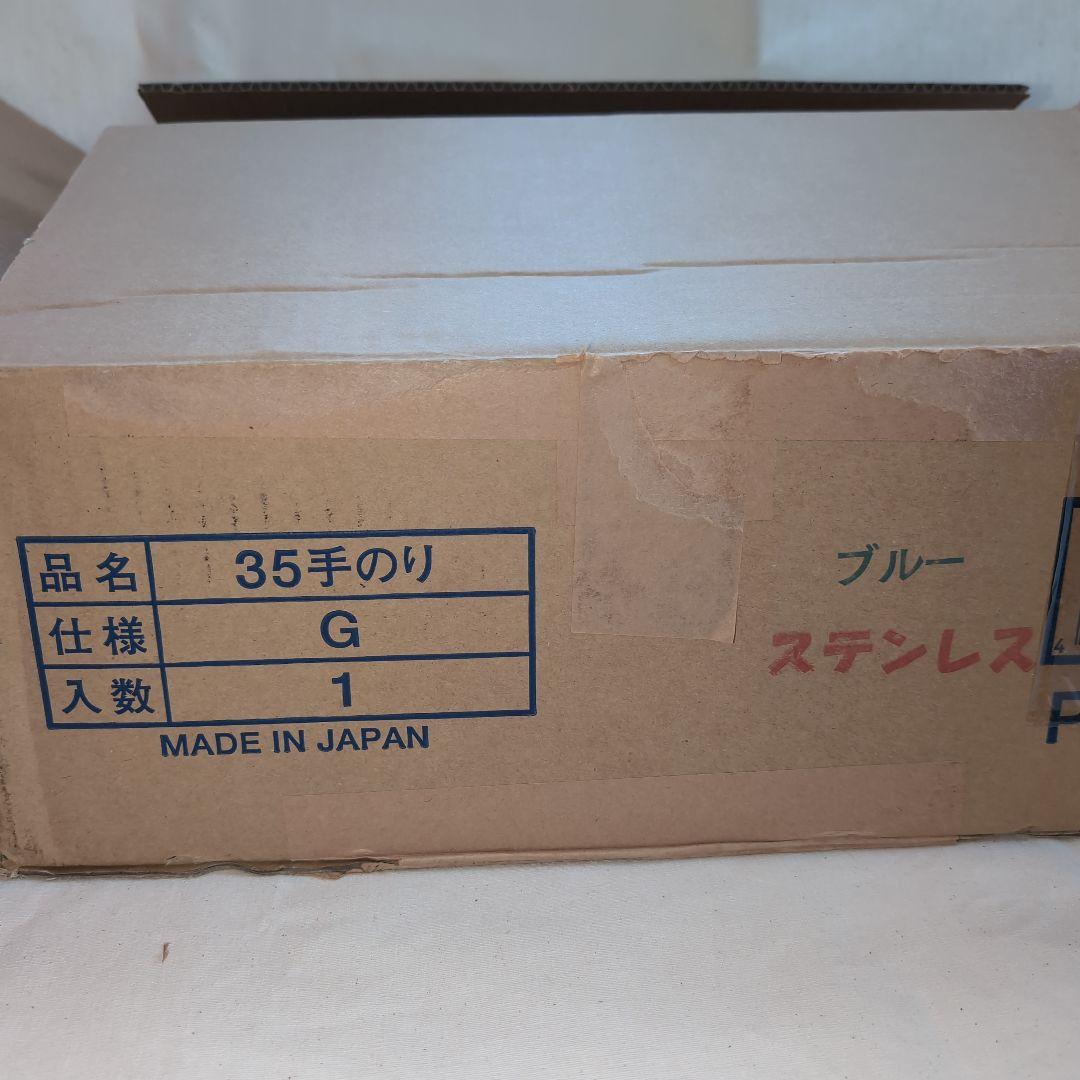 品名 35手のり
仕様 G
入数 1
MADE IN JAPAN
ブルー
ステンレス
4
P